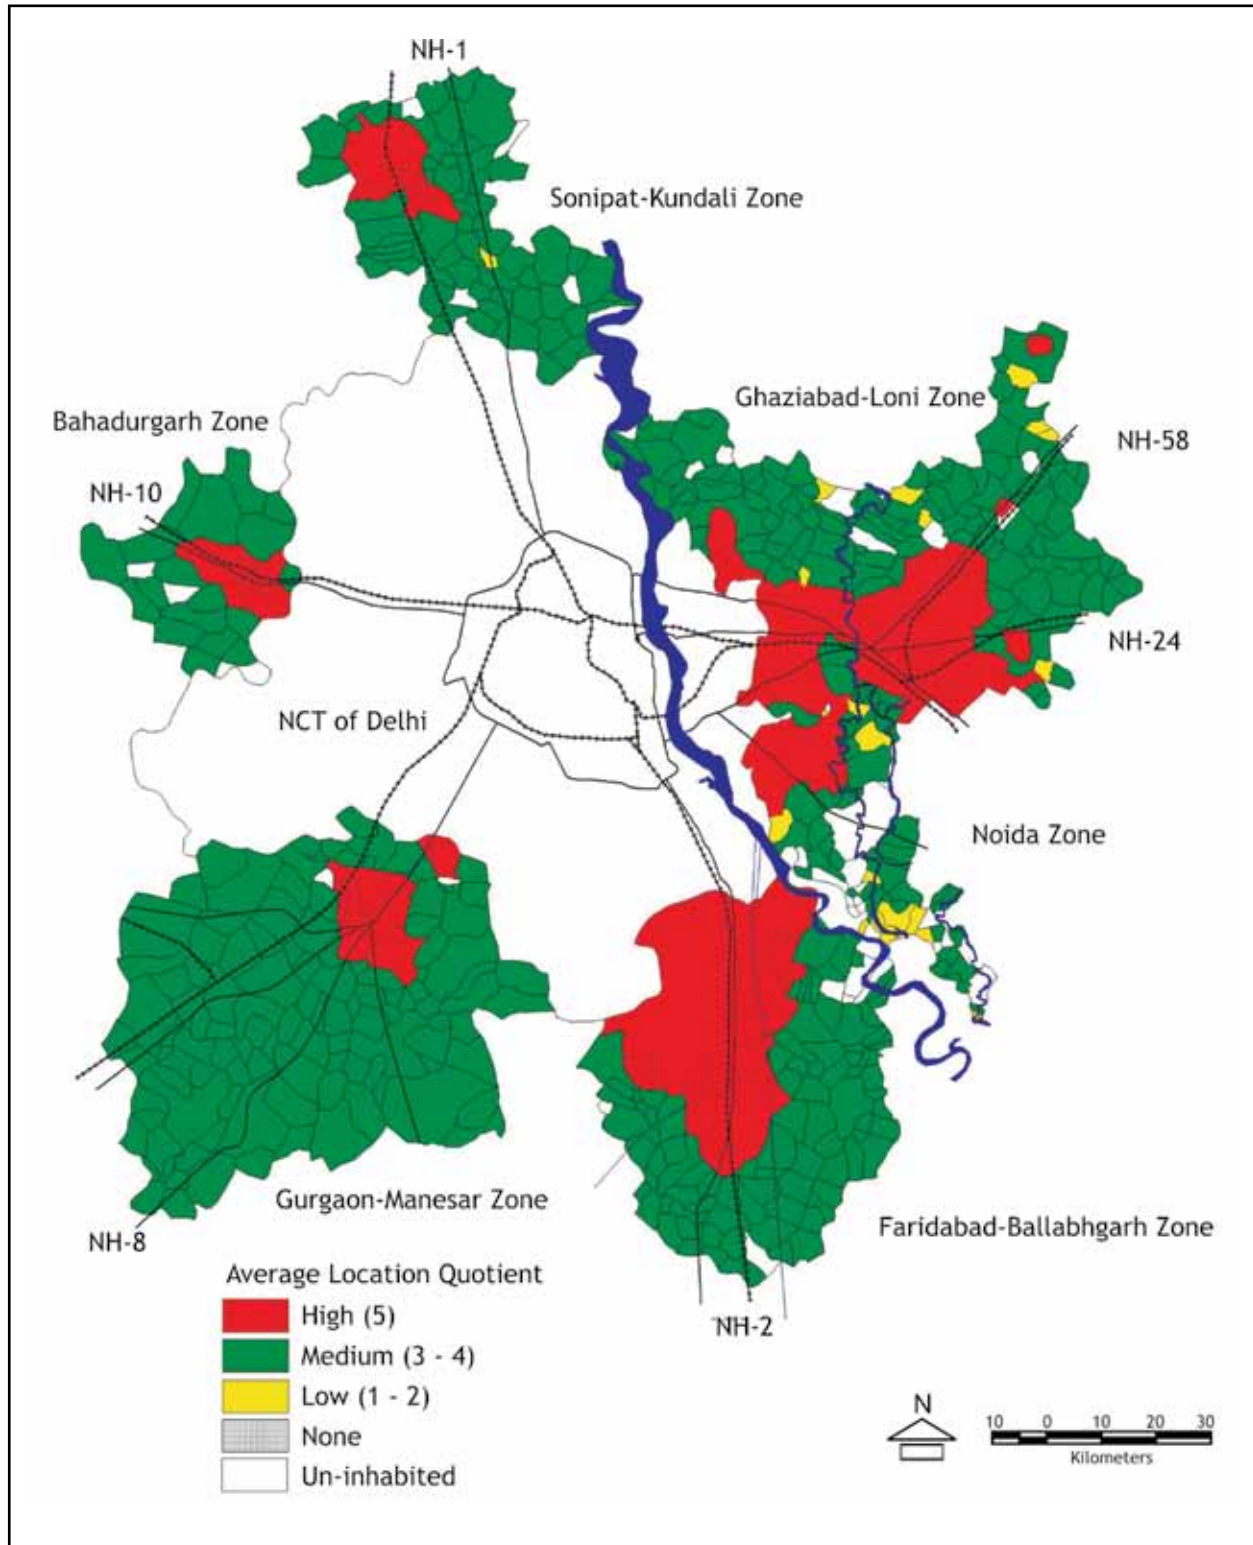 NH-1
Sonipat-Kundali Zone
Ghaziabad-Loni Zone
Bahadurgarh Zone
NH-58
NH-10
NH-24
NCT of Delhi
Noida Zone
Gurgaon-Manesar Zone
Faridabad-Ballabhgarh Zone
NH-8
Average Location Quotient
High (5)
NH-2
Medium (3 - 4)
Low (1 - 2)
None
Un-inhabited
N
10 0 10 20 30
Kilometers